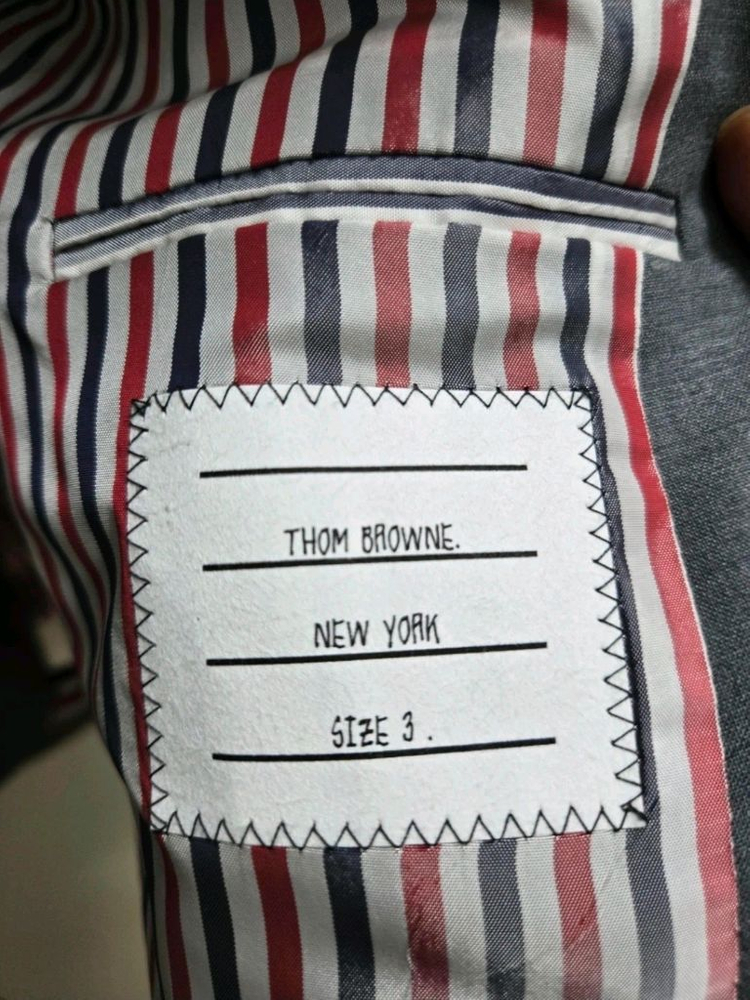 THOM BROWNE.
NEW YORK
SIZE 3 .